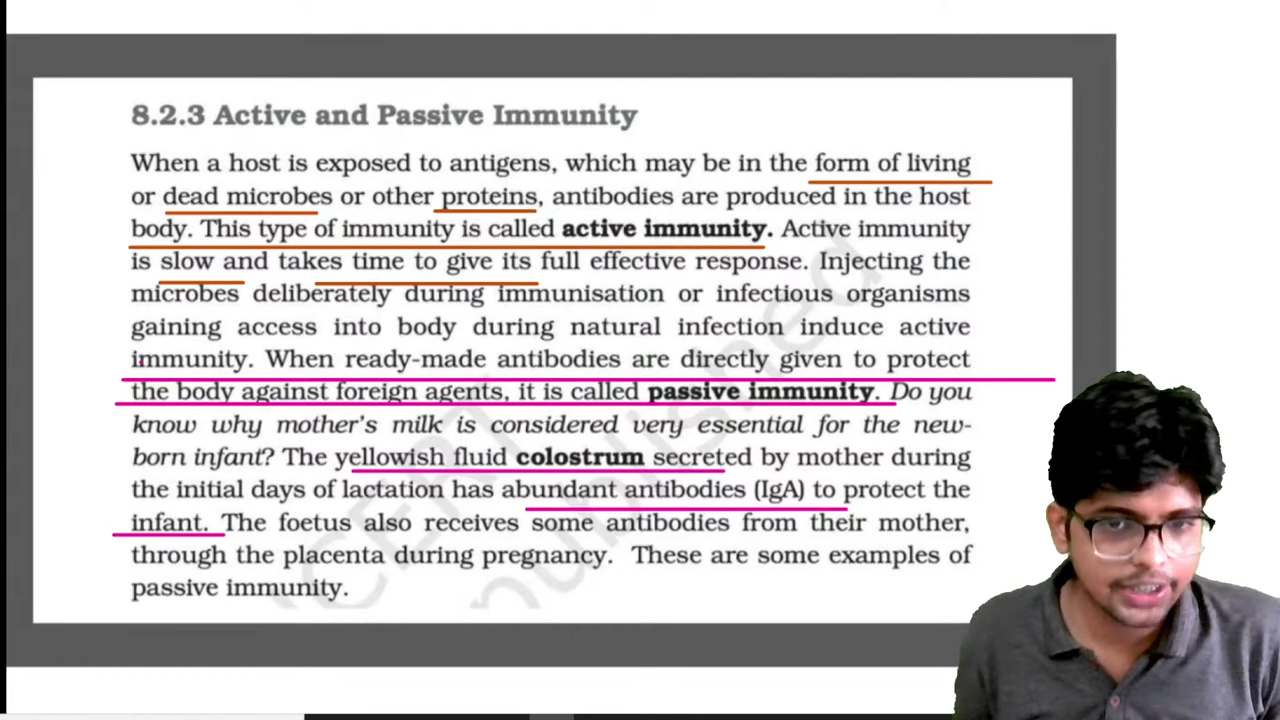 8.2.3 Active and Passive Immunity
When a host is exposed to antigens, which may be in the form of living
or dead microbes or other proteins, antibodies are produced in the host
body. This type of immunity is called active immunity. Active immunity
is slow and takes time to give its full effective response. Injecting the
microbes deliberately during immunisation or infectious organisms
gaining access into body during natural infection induce active
immunity. When ready-made antibodies are directly given to protect
the body against foreign agents, it is called passive immunity. Do you
know why mother's milk is considered very essential for the new-
born infant? The yellowish fluid colostrum secreted by mother during
the initial days of lactation has abundant antibodies (IgA) to protect the
infant. The foetus also receives some antibodies from their mother,
through the placenta during pregnancy. These are some examples of
passive immunity.